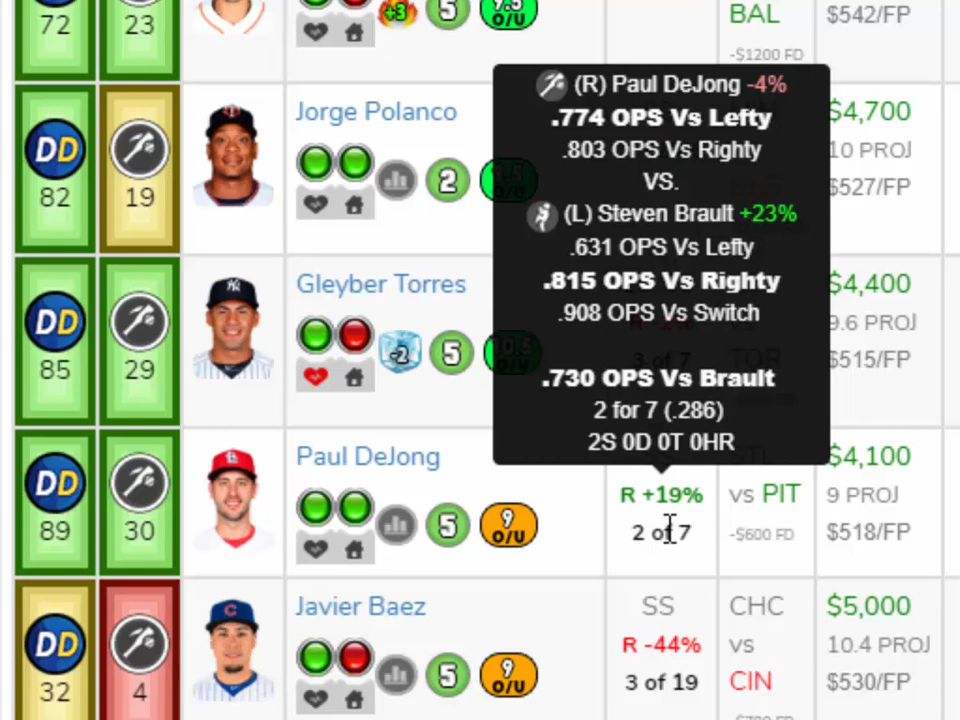 72
23
+3
5
9.5
O/U
BAL
-$1200 FD
$542/FP
DD
82
19
Jorge Polanco
2
$4,700
10 PROJ
$527/FP
DD
85
29
Gleyber Torres
-2
5
$4,400
9.6 PROJ
$515/FP
(R) Paul DeJong -4%
.774 OPS Vs Lefty
.803 OPS Vs Righty
VS.
(L) Steven Brault +23%
.631 OPS Vs Lefty
.815 OPS Vs Righty
.908 OPS Vs Switch
.730 OPS Vs Brault
2 for 7 (.286)
2S 0D 0T 0HR
DD
89
30
Paul DeJong
5
9
O/U
R +19%
2 of 7
vs PIT
-$600 FD
$4,100
9 PROJ
$518/FP
DD
32
4
Javier Baez
5
9
O/U
SS
R -44%
3 of 19
CHC
vs
CIN
$5,000
10.4 PROJ
$530/FP